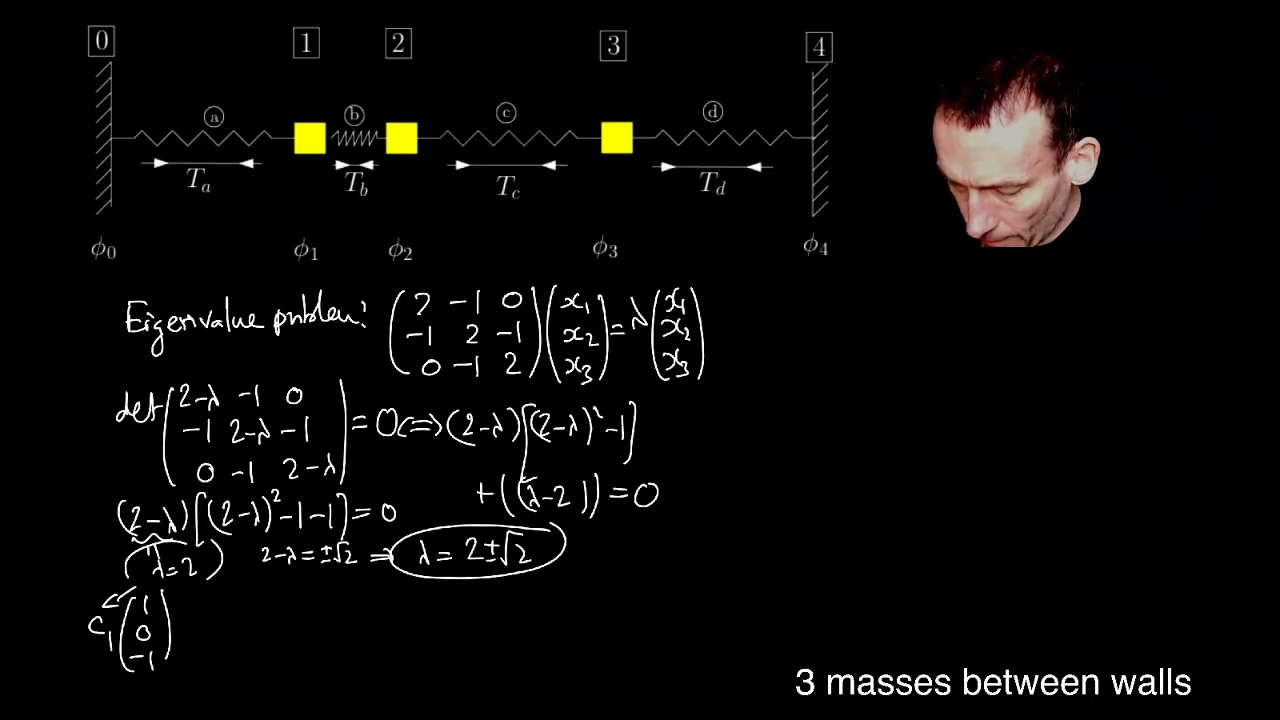 0 1 2 3 4
a b c d
T_a T_b T_c T_d
ϕ_0 ϕ_1 ϕ_2 ϕ_3 ϕ_4
Eigenvalue problem: (2 -1 0; -1 2 -1; 0 -1 2)(x_1; x_2; x_3) = λ(x_1; x_2; x_3)
det(2-λ -1 0; -1 2-λ -1; 0 -1 2-λ) = 0 <=> (2-λ)[(2-λ)^2 -1]
+((λ-2)) = 0
(2-λ)[(2-λ)^2 -1-1] = 0
λ=2 2-λ = ±√2 ⇒ λ = 2±√2
c_1(1; 0; -1)
3 masses between walls